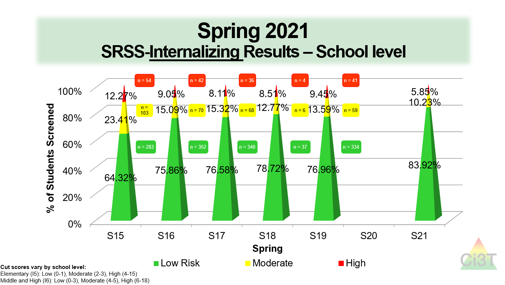 Spring 2021
SRSS-Internalizing Results – School level
% of Students Screened
100%
80%
60%
40%
20%
0%
n = 54
n = 42
n = 36
n = 4
n = 41
12.27%
9.05%
8.11%
8.51%
9.45%
5.85%
n = 103
n = 70
n = 68
n = 6
n = 59
23.41%
15.09%
15.32%
12.77%
13.59%
10.23%
n = 283
n = 352
n = 340
n = 37
n = 334
64.32%
75.86%
76.58%
78.72%
76.96%
83.92%
S15
S16
S17
S18
S19
S20
S21
Spring
Low Risk
Moderate
High
Cut scores vary by school level:
Elementary (I5): Low (0-1), Moderate (2-3), High (4-15)
Middle and High (I6): Low (0-3), Moderate (4-5), High (6-18)
Ci3T